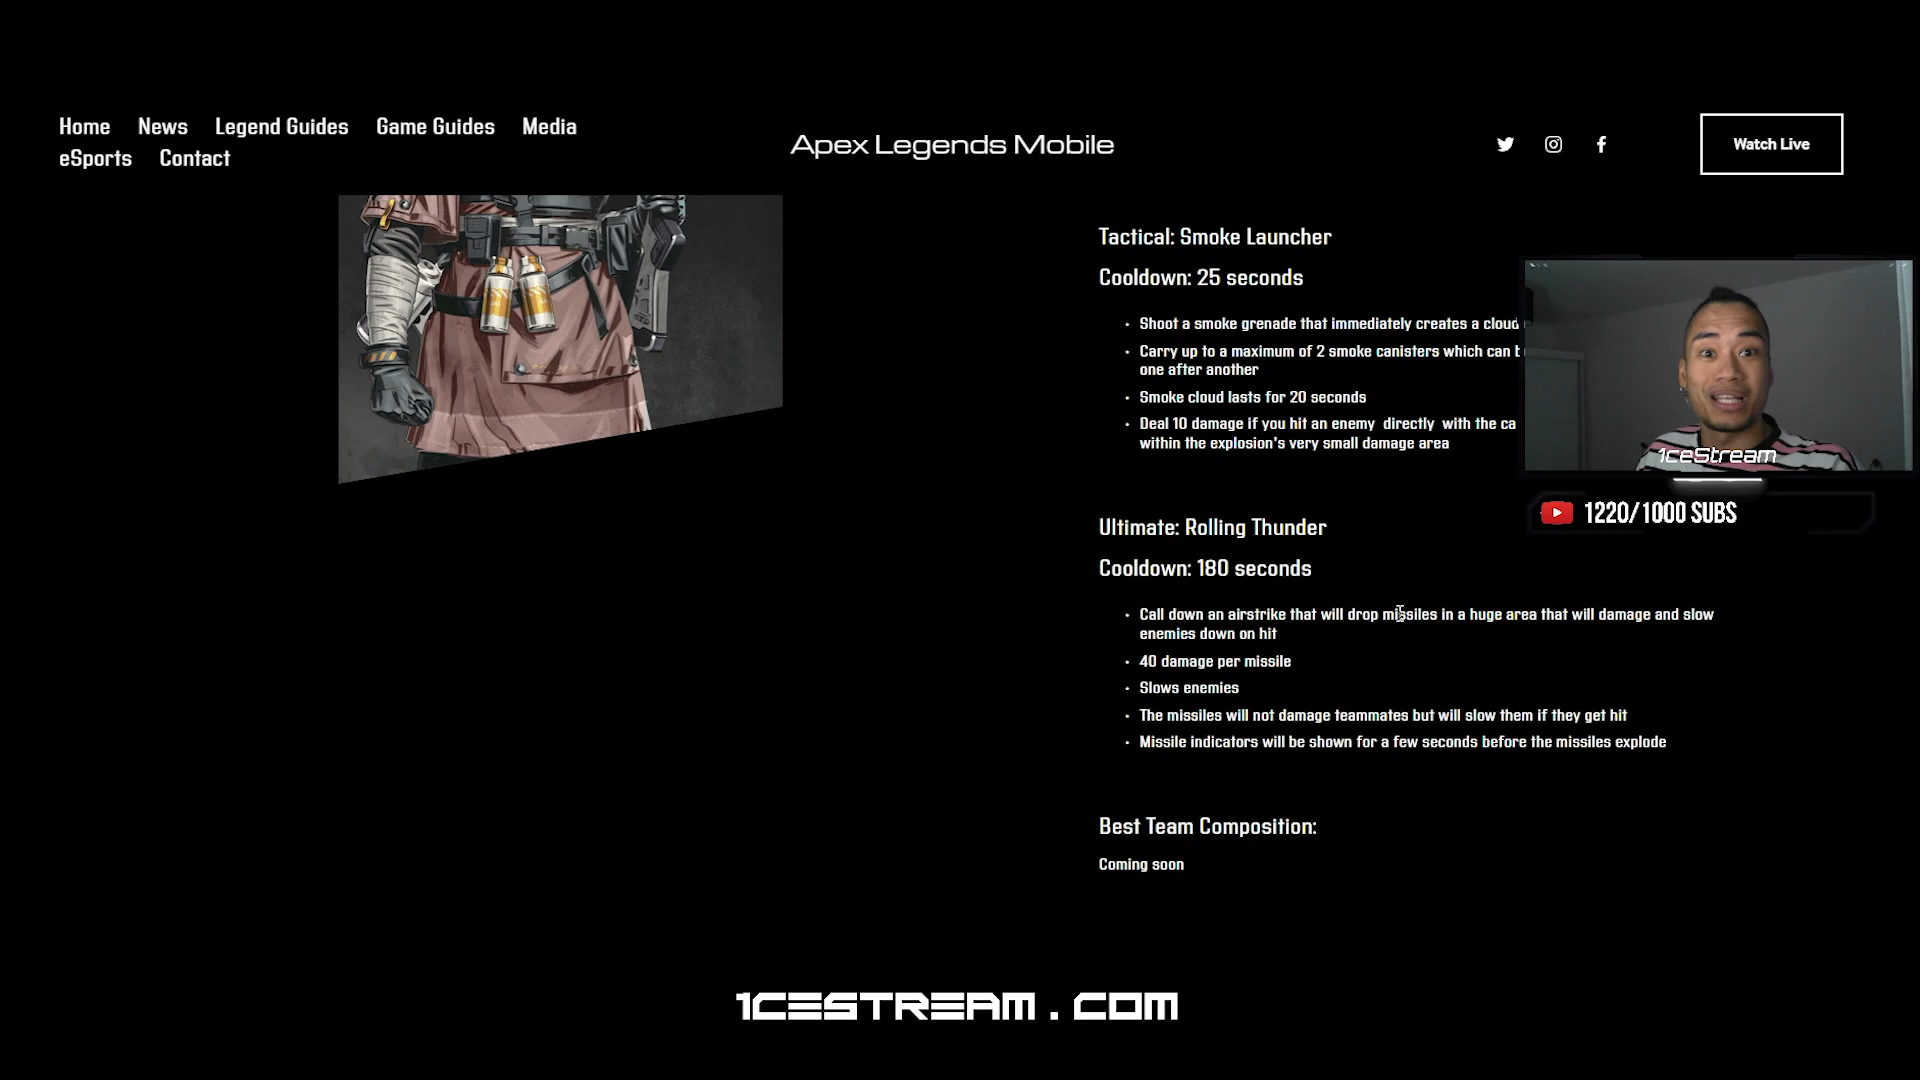 Home News Legend Guides Game Guides Media
eSports Contact
Apex Legends Mobile
Watch Live
Tactical: Smoke Launcher
Cooldown: 25 seconds
• Shoot a smoke grenade that immediately creates a cloud
• Carry up to a maximum of 2 smoke canisters which can
one after another
• Smoke cloud lasts for 20 seconds
• Deal 10 damage if you hit an enemy directly with the
within the explosion's very small damage area
1ceStream
1220/1000 SUBS
Ultimate: Rolling Thunder
Cooldown: 180 seconds
• Call down an airstrike that will drop missiles in a huge area that will damage and slow
enemies down on hit
• 40 damage per missile
• Slows enemies
• The missiles will not damage teammates but will slow them if they get hit
• Missile indicators will be shown for a few seconds before the missiles explode
Best Team Composition:
Coming soon
1CESTREAM.COM